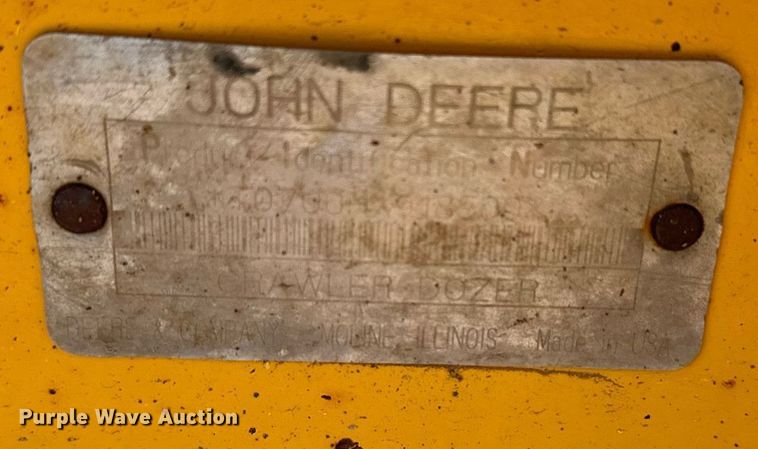 JOHN DEERE
Product Identification Number
CRAWLER DOZER
DEERE & COMPANY MOLINE, ILLINOIS Made in USA
Purple Wave Auction